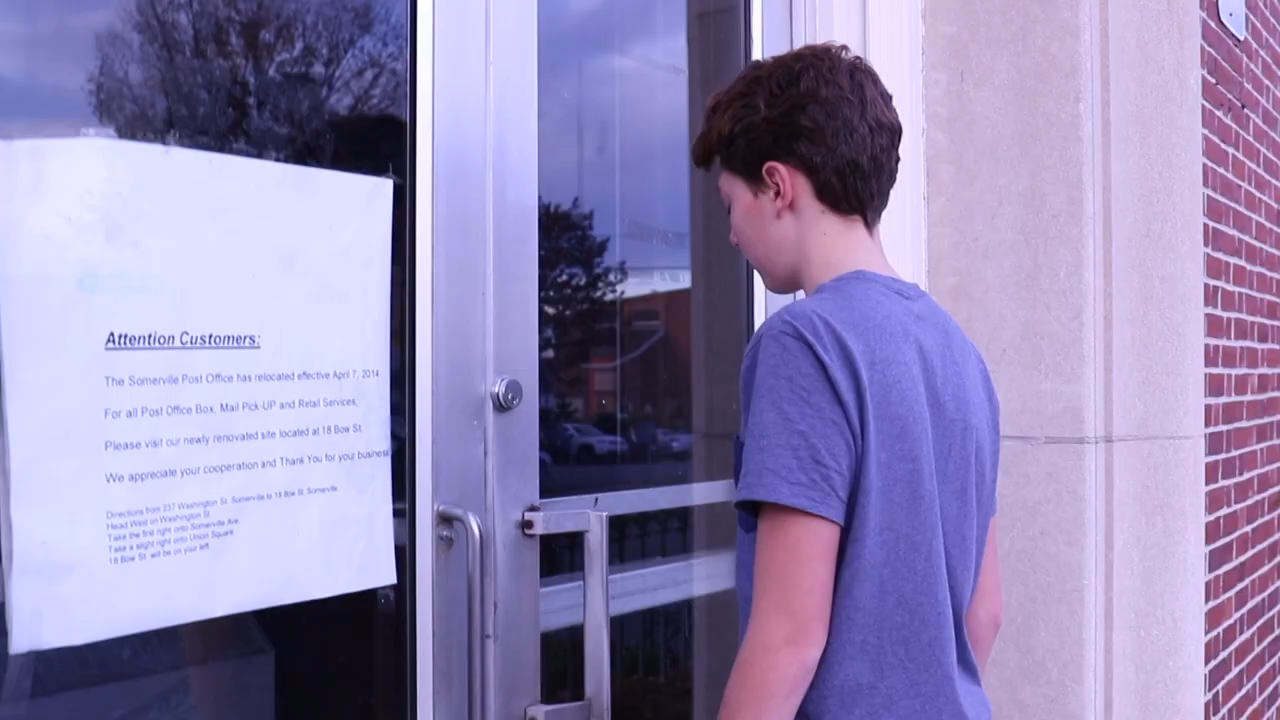 Attention Customers:
The Somerville Post Office has relocated effective April 7, 2014
For all Post Office Box, Mail Pick-UP and Retail Services,
Please visit our newly renovated site located at 18 Bow St.
We appreciate your cooperation and Thank You for your business
Directions from 237 Washington St. Somerville to 18 Bow St. Somerville
Head West on Washington St
Take the first right onto Somerville Ave
Take a slight right onto Union Square
18 Bow St. will be on your left